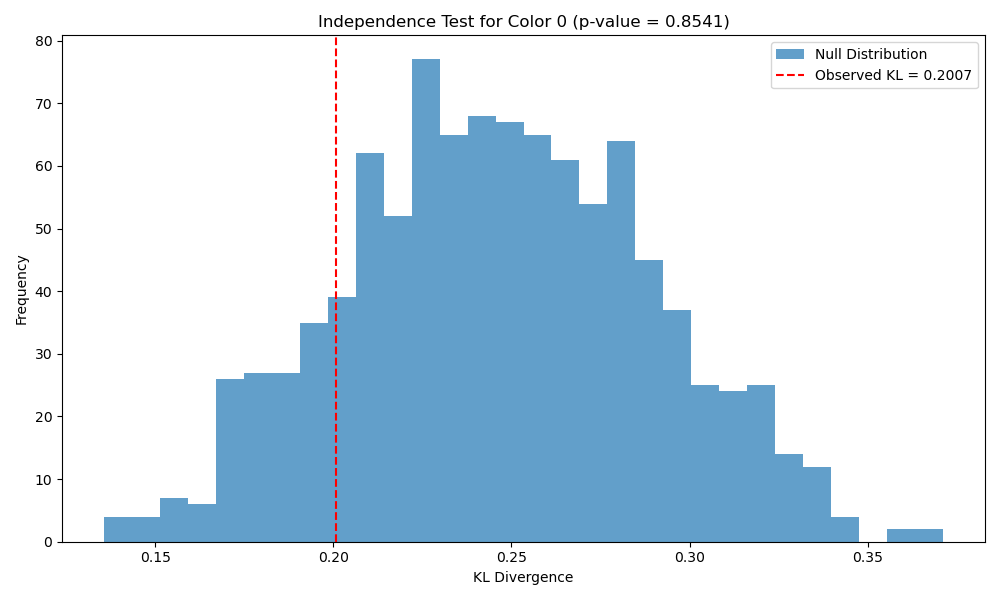 Independence Test for Color 0 (p-value = 0.8541)
Null Distribution
Observed KL = 0.2007
80
70
60
50
40
30
20
10
0
Frequency
0.15 0.20 0.25 0.30 0.35
KL Divergence